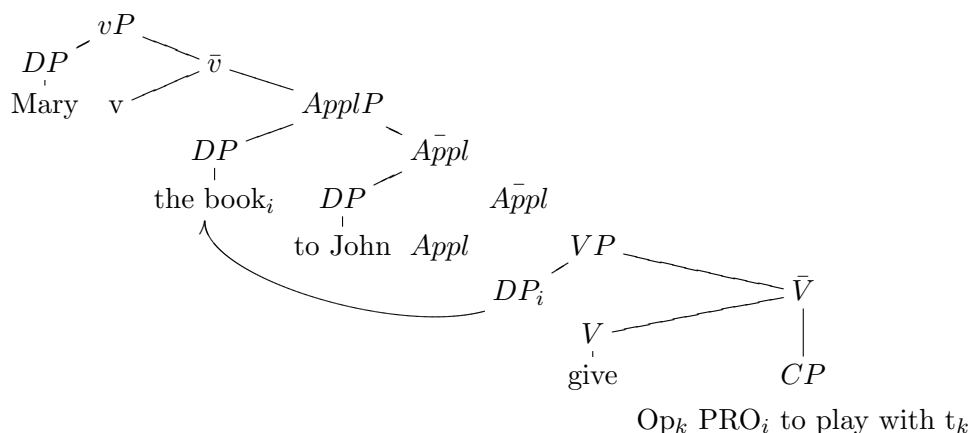 vP
DP v̄
Mary v ApplP
DP Appl̄
the book_i DP Appl̄
to John Appl VP
DP_i V̄
V
give CP
Op_k PRO_i to play with t_k